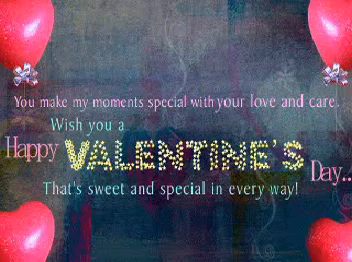 You make my moments special with your love and care.
Wish you a
Happy VALENTINE'S Day...
That's sweet and special in every way!